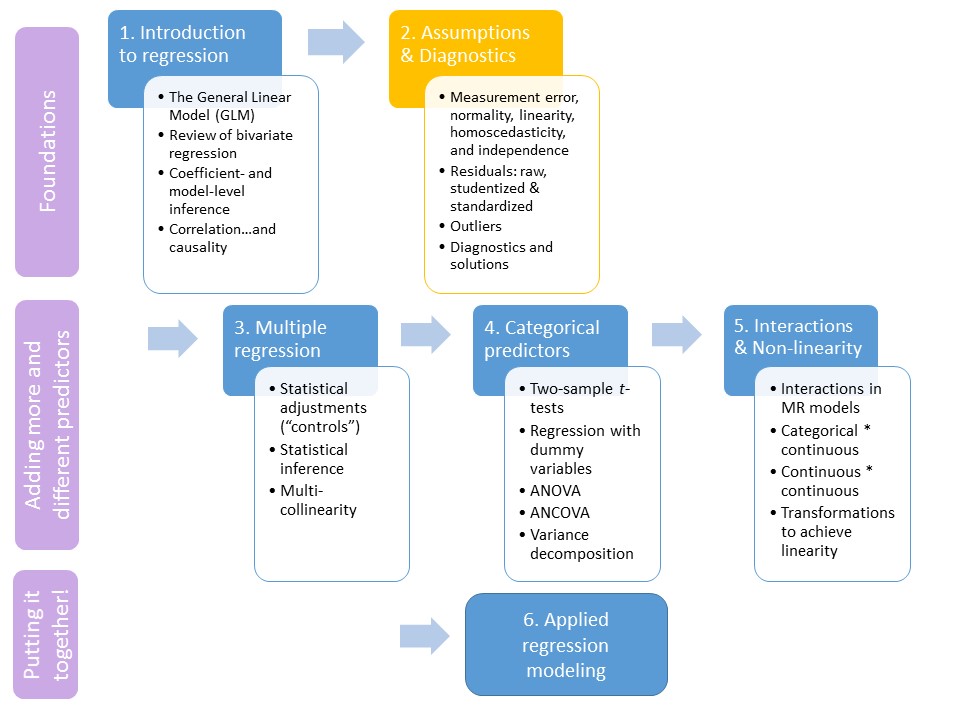 Foundations
1. Introduction
to regression
• The General Linear
Model (GLM)
• Review of bivariate
regression
• Coefficient- and
model-level
inference
• Correlation…and
causality
2. Assumptions
& Diagnostics
• Measurement error,
normality, linearity,
homoscedasticity,
and independence
• Residuals: raw,
studentized &
standardized
• Outliers
• Diagnostics and
solutions
Adding more and
different predictors
3. Multiple
regression
• Statistical
adjustments
(“controls”)
• Statistical
inference
• Multi-
collinearity
4. Categorical
predictors
• Two-sample t-
tests
• Regression with
dummy
variables
• ANOVA
• ANCOVA
• Variance
decomposition
5. Interactions
& Non-linearity
• Interactions in
MR models
• Categorical *
continuous
• Continuous *
continuous
• Transformations
to achieve
linearity
Putting it
together!
6. Applied
regression
modeling